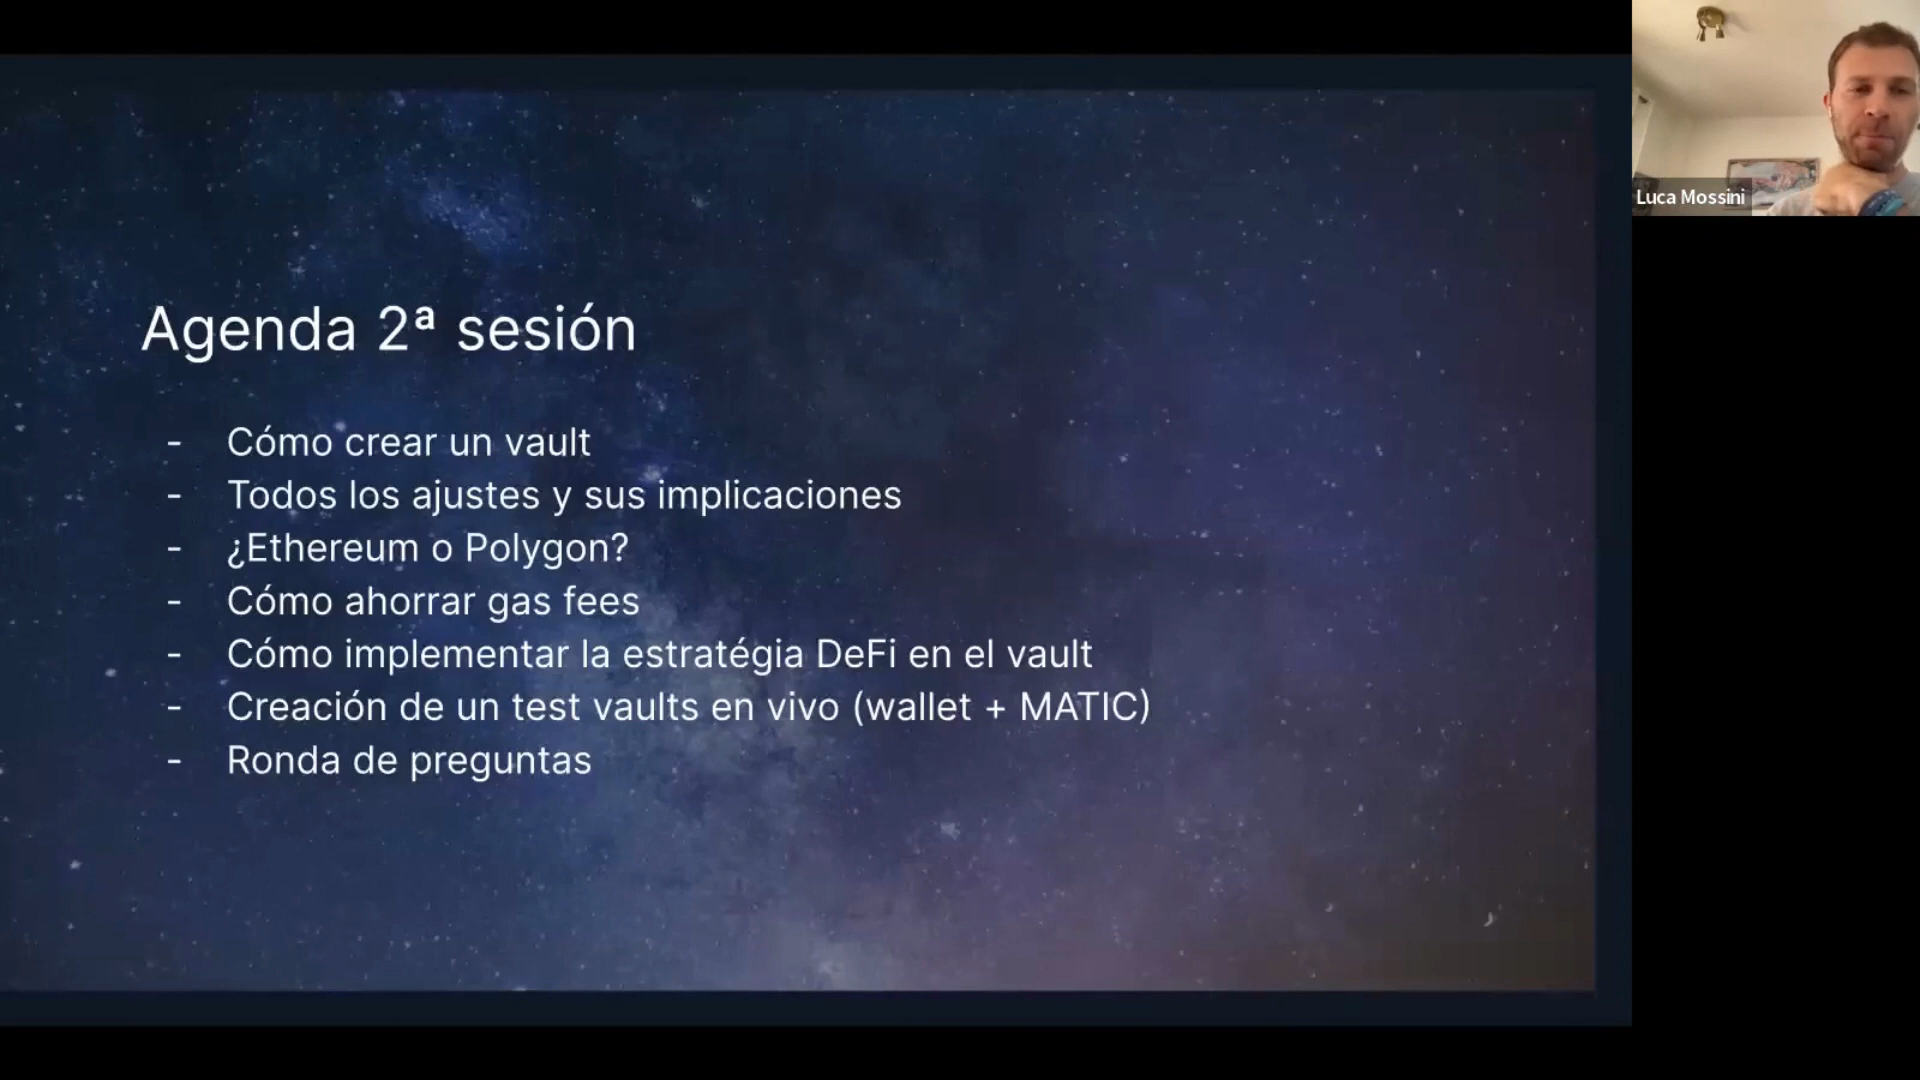 Agenda 2ª sesión
- Cómo crear un vault
- Todos los ajustes y sus implicaciones
- ¿Ethereum o Polygon?
- Cómo ahorrar gas fees
- Cómo implementar la estratégia DeFi en el vault
- Creación de un test vaults en vivo (wallet + MATIC)
- Ronda de preguntas
Luca Mossini